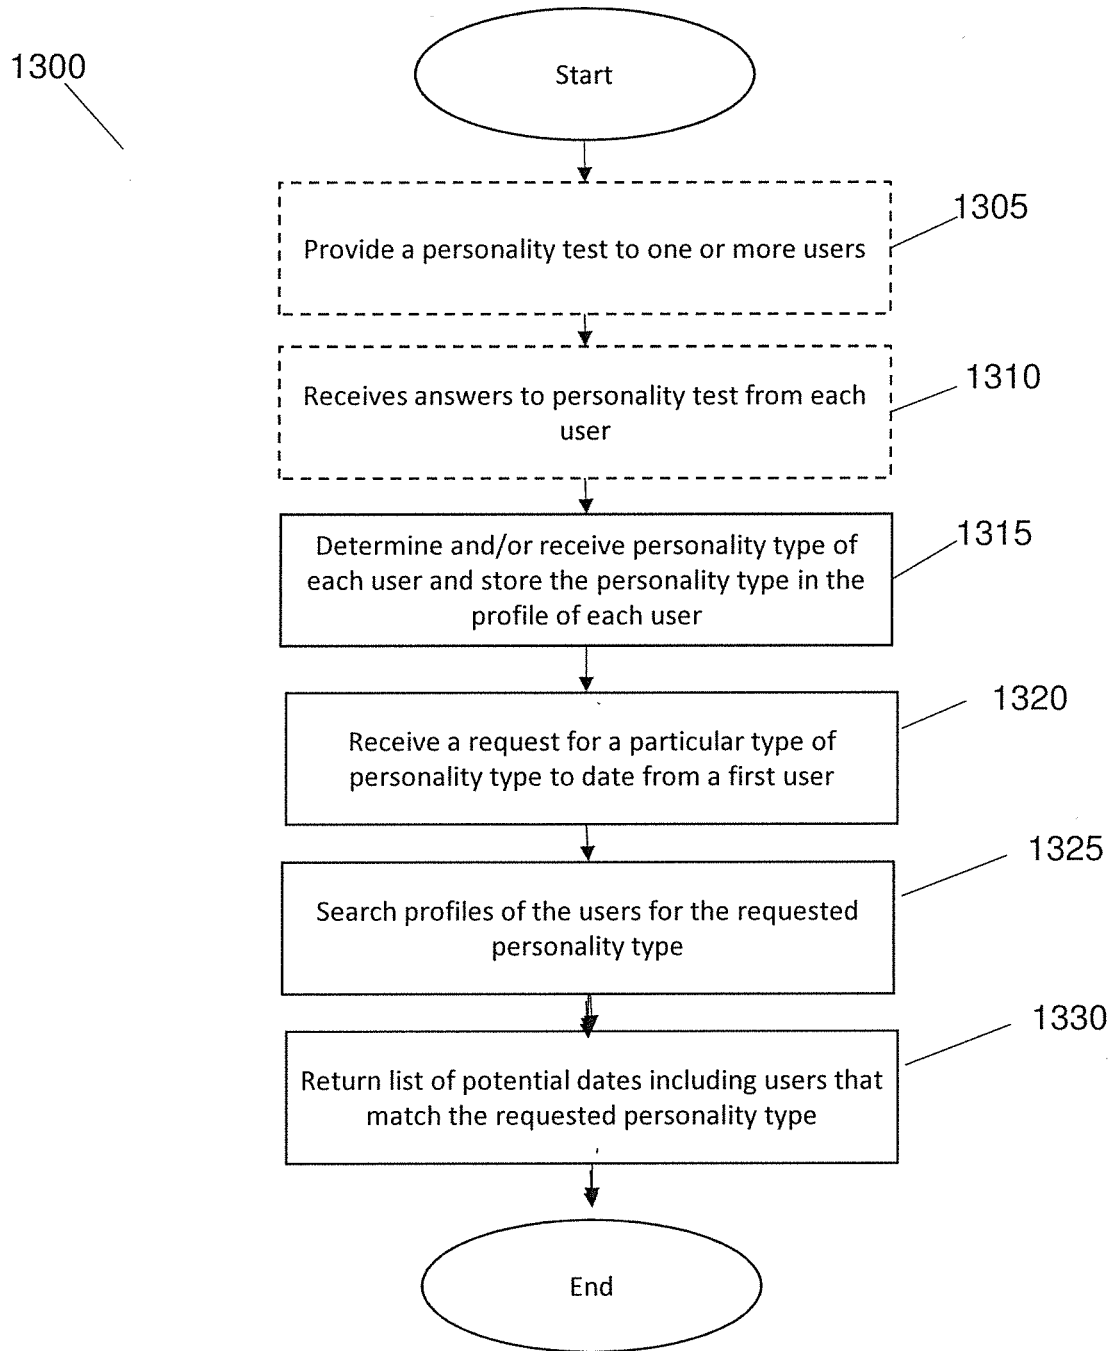 1300
Start
1305
Provide a personality test to one or more users
1310
Receives answers to personality test from each
user
1315
Determine and/or receive personality type of
each user and store the personality type in the
profile of each user
1320
Receive a request for a particular type of
personality type to date from a first user
1325
Search profiles of the users for the requested
personality type
1330
Return list of potential dates including users that
match the requested personality type
End